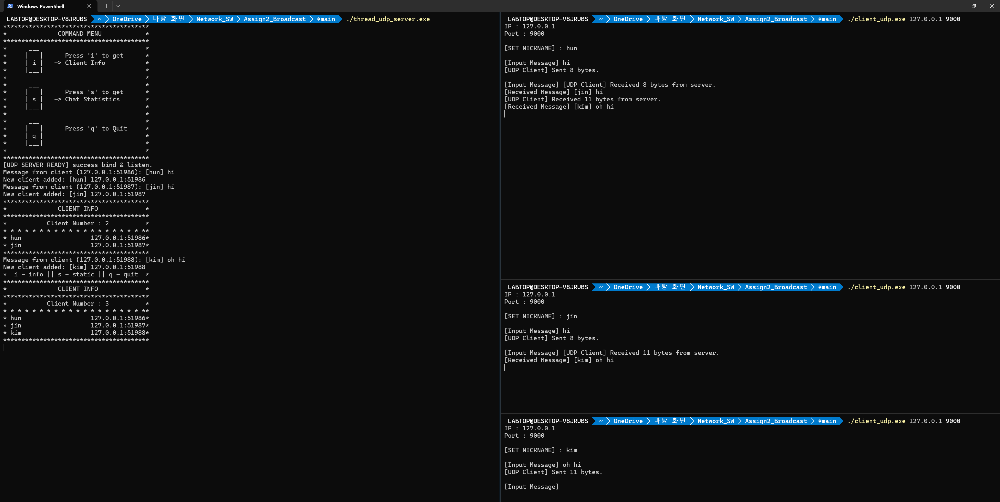 Windows PowerShell
LABTOP@DESKTOP-V8JRUBS ~ OneDrive 바탕 화면 Network_SW Assign2_Broadcast �main ./thread_udp_server.exe
****************************************
*              COMMAND MENU            *
****************************************
*      ___                             *
*     |   |      Press 'i' to get      *
*     | i |   -> Client Info           *
*     |___|                            *
*                                      *
*      ___                             *
*     |   |      Press 's' to get      *
*     | s |   -> Chat Statistics       *
*     |___|                            *
*                                      *
*      ___                             *
*     |   |      Press 'q' to Quit     *
*     | q |                            *
*     |___|                            *
*                                      *
****************************************
[UDP SERVER READY] success bind & listen.
Message from client (127.0.0.1:51986): [hun] hi
New client added: [hun] 127.0.0.1:51986
Message from client (127.0.0.1:51987): [jin] hi
New client added: [jin] 127.0.0.1:51987
****************************************
*              CLIENT INFO             *
****************************************
*           Client Number : 2          *
* * * * * * * * * * * * * * * * * * * **
* hun                   127.0.0.1:51986*
* jin                   127.0.0.1:51987*
****************************************
Message from client (127.0.0.1:51988): [kim] oh hi
New client added: [kim] 127.0.0.1:51988
*  i - info || s - static || q - quit  *
****************************************
*              CLIENT INFO             *
****************************************
*           Client Number : 3          *
* * * * * * * * * * * * * * * * * * * **
* hun                   127.0.0.1:51986*
* jin                   127.0.0.1:51987*
* kim                   127.0.0.1:51988*
****************************************
LABTOP@DESKTOP-V8JRUBS ~ OneDrive 바탕 화면 Network_SW Assign2_Broadcast �main ./client_udp.exe 127.0.0.1 9000
IP : 127.0.0.1
Port : 9000
[SET NICKNAME] : hun
[Input Message] hi
[UDP Client] Sent 8 bytes.
[Input Message] [UDP Client] Received 8 bytes from server.
[Received Message] [jin] hi
[UDP Client] Received 11 bytes from server.
[Received Message] [kim] oh hi
LABTOP@DESKTOP-V8JRUBS ~ OneDrive 바탕 화면 Network_SW Assign2_Broadcast �main ./client_udp.exe 127.0.0.1 9000
IP : 127.0.0.1
Port : 9000
[SET NICKNAME] : jin
[Input Message] hi
[UDP Client] Sent 8 bytes.
[Input Message] [UDP Client] Received 11 bytes from server.
[Received Message] [kim] oh hi
LABTOP@DESKTOP-V8JRUBS ~ OneDrive 바탕 화면 Network_SW Assign2_Broadcast �main ./client_udp.exe 127.0.0.1 9000
IP : 127.0.0.1
Port : 9000
[SET NICKNAME] : kim
[Input Message] oh hi
[UDP Client] Sent 11 bytes.
[Input Message]